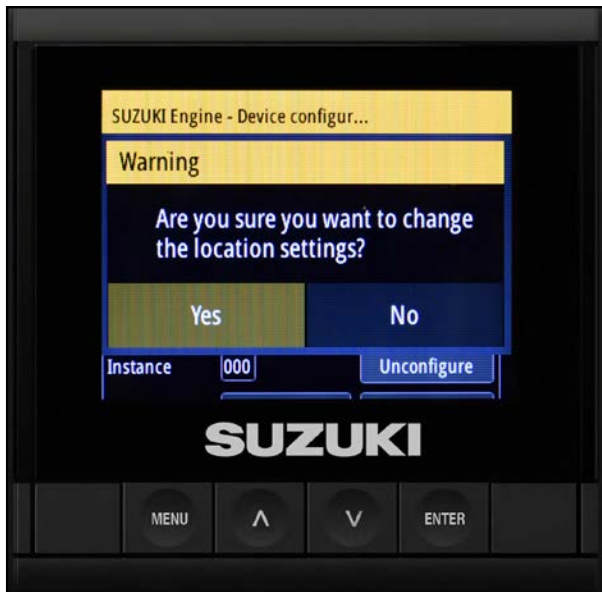 SUZUKI Engine - Device configur...
Warning
Are you sure you want to change
the location settings?
Yes No
Instance 000 Unconfigure
SUZUKI
MENU ∧ ∨ ENTER